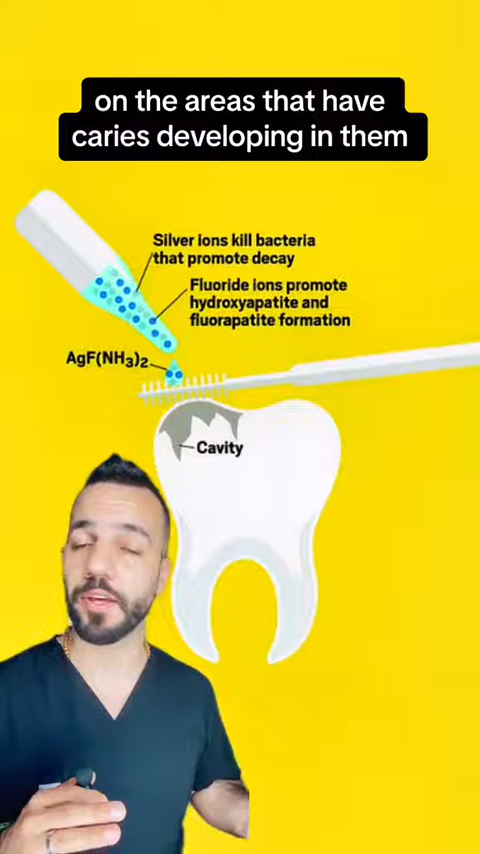 on the areas that have
caries developing in them
Silver ions kill bacteria
that promote decay
Fluoride ions promote
hydroxyapatite and
fluorapatite formation
AgF(NH₃)₂
Cavity